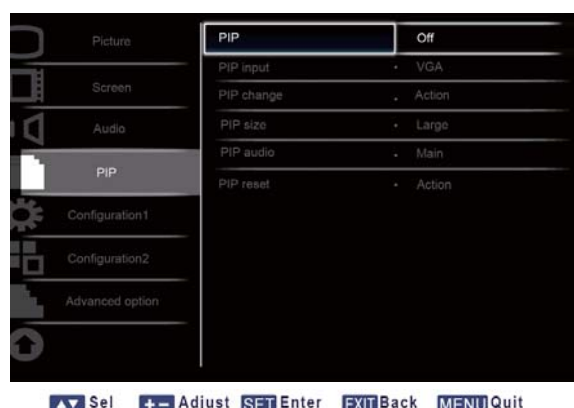 Picture
Screen
Audio
PIP
Configuration1
Configuration2
Advanced option
PIP Off
PIP input VGA
PIP change Action
PIP size Large
PIP audio Main
PIP reset Action
Sel +- Adjust SET Enter EXIT Back MENU Quit